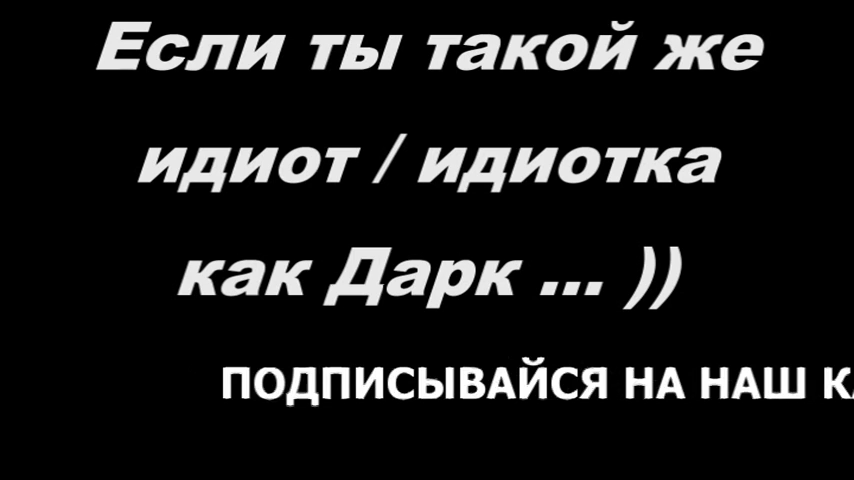 Если ты такой же
идиот / идиотка
как Дарк ... ))
ПОДПИСЫВАЙСЯ НА НАШ